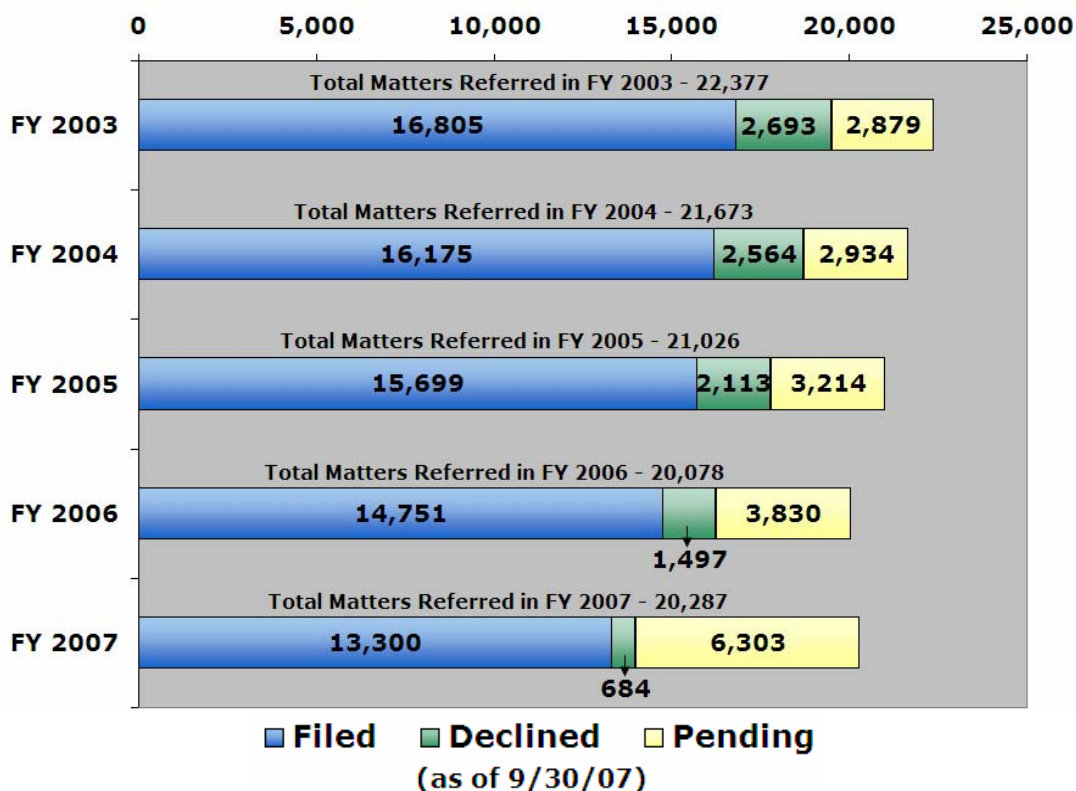 0 5,000 10,000 15,000 20,000 25,000
Total Matters Referred in FY 2003 - 22,377
FY 2003 16,805 2,693 2,879
Total Matters Referred in FY 2004 - 21,673
FY 2004 16,175 2,564 2,934
Total Matters Referred in FY 2005 - 21,026
FY 2005 15,699 2,113 3,214
Total Matters Referred in FY 2006 - 20,078
FY 2006 14,751 3,830
1,497
Total Matters Referred in FY 2007 - 20,287
FY 2007 13,300 6,303
684
Filed Declined Pending
(as of 9/30/07)